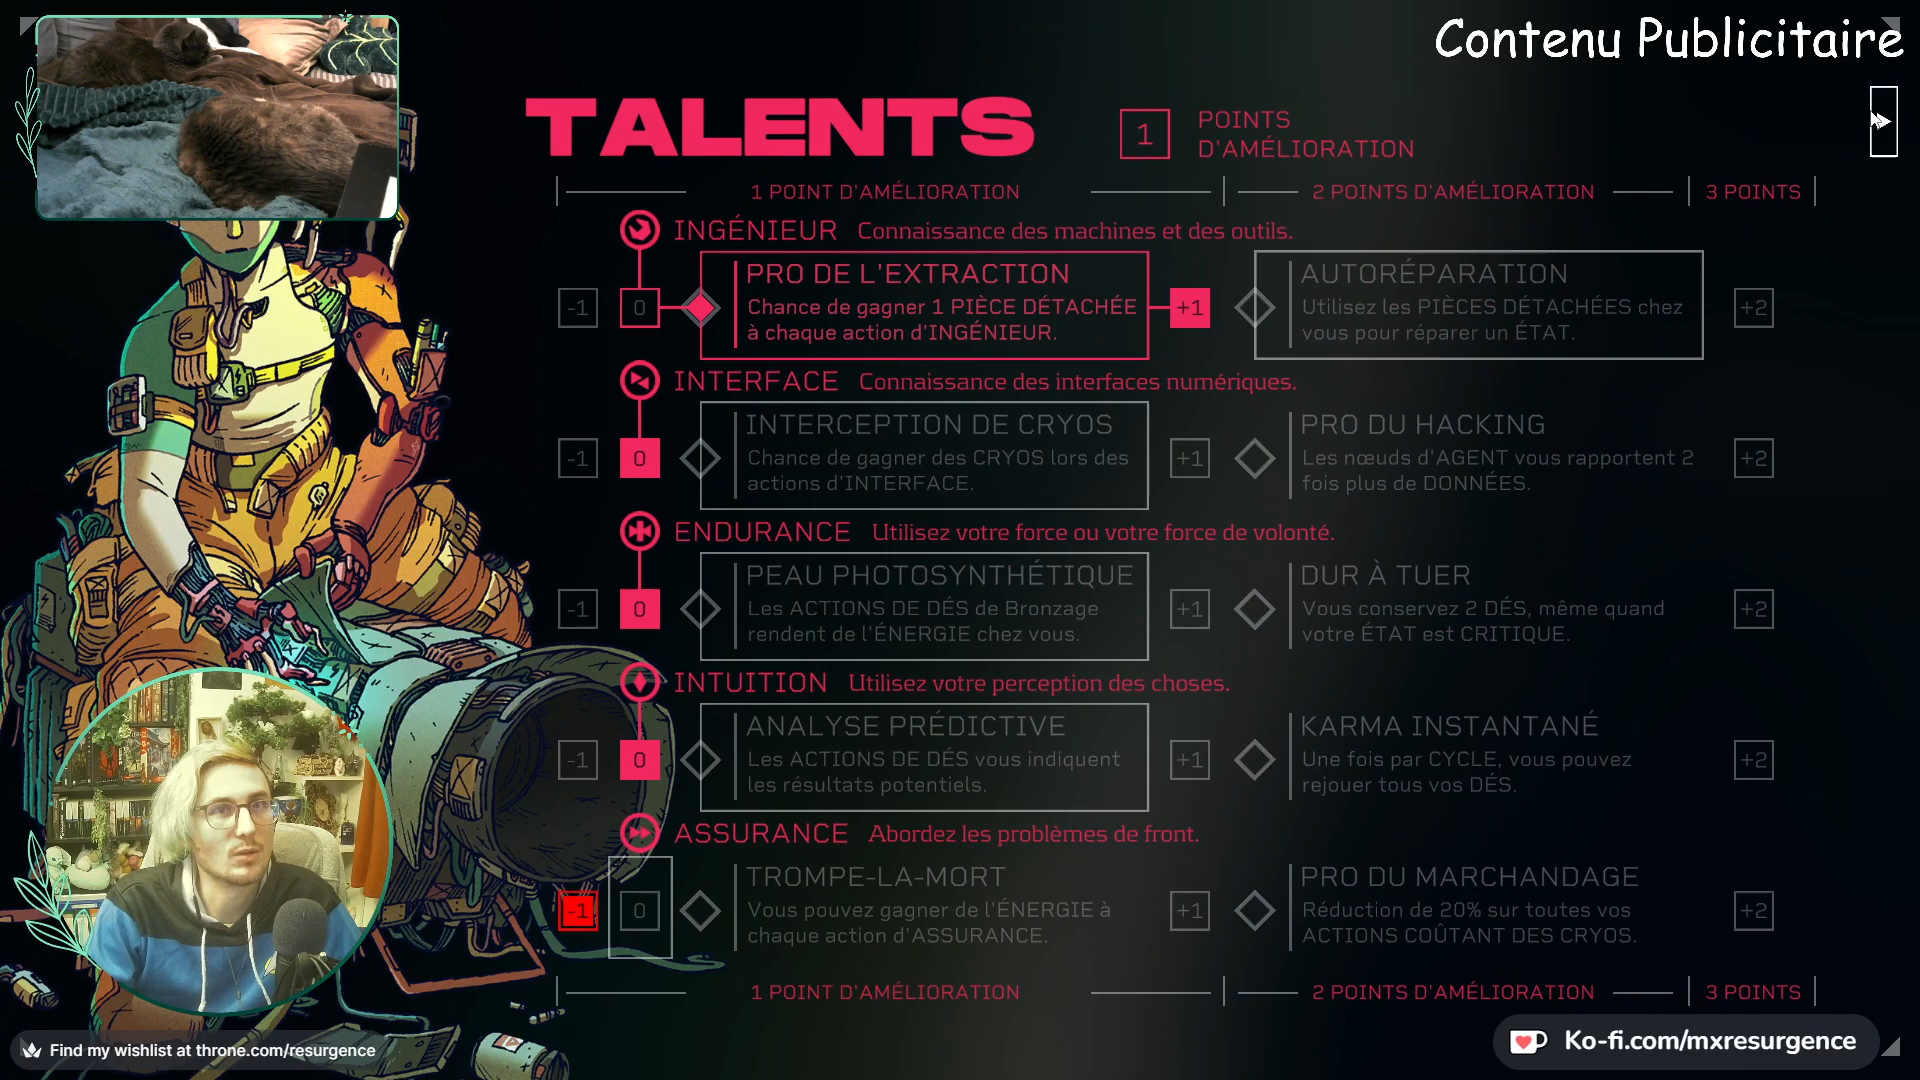 Contenu Publicitaire
TALENTS
1
POINTS
D'AMÉLIORATION
1 POINT D'AMÉLIORATION
2 POINTS D'AMÉLIORATION
3 POINTS
INGÉNIEUR Connaissance des machines et des outils.
-1
0
PRO DE L'EXTRACTION
Chance de gagner 1 PIÈCE DÉTACHÉE
à chaque action d'INGÉNIEUR.
+1
AUTORÉPARATION
Utilisez les PIÈCES DÉTACHÉES chez
vous pour réparer un ÉTAT.
+2
INTERFACE Connaissance des interfaces numériques.
-1
0
INTERCEPTION DE CRYOS
Chance de gagner des CRYOS lors des
actions d'INTERFACE.
+1
PRO DU HACKING
Les nœuds d'AGENT vous rapportent 2
fois plus de DONNÉES.
+2
ENDURANCE Utilisez votre force ou votre force de volonté.
-1
0
PEAU PHOTOSYNTHÉTIQUE
Les ACTIONS DE DÉS de Bronzage
rendent de l'ÉNERGIE chez vous.
+1
DUR À TUER
Vous conservez 2 DÉS, même quand
votre ÉTAT est CRITIQUE.
+2
INTUITION Utilisez votre perception des choses.
-1
0
ANALYSE PRÉDICTIVE
Les ACTIONS DE DÉS vous indiquent
les résultats potentiels.
+1
KARMA INSTANTANÉ
Une fois par CYCLE, vous pouvez
rejouer tous vos DÉS.
+2
ASSURANCE Abordez les problèmes de front.
-1
0
TROMPE-LA-MORT
Vous pouvez gagner de l'ÉNERGIE à
chaque action d'ASSURANCE.
+1
PRO DU MARCHANDAGE
Réduction de 20% sur toutes vos
ACTIONS COÛTANT DES CRYOS.
+2
1 POINT D'AMÉLIORATION
2 POINTS D'AMÉLIORATION
3 POINTS
Find my wishlist at throne.com/resurgence
Ko-fi.com/mxresurgence